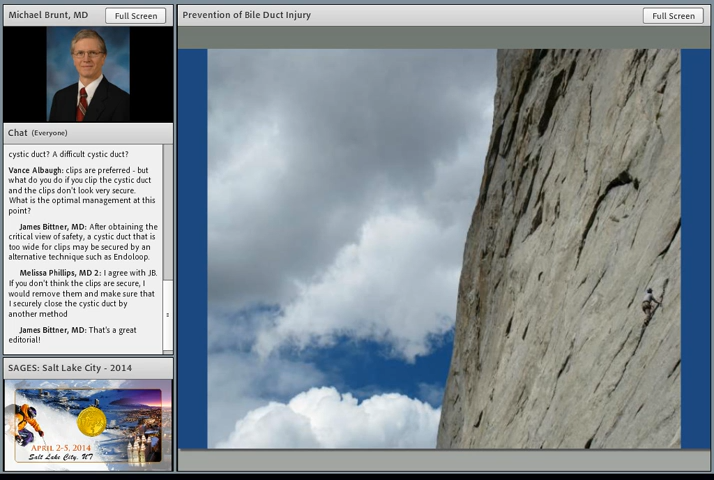 Michael Brunt, MD
Full Screen
Chat (Everyone)
cystic duct? A difficult cystic duct?
Vance Albaugh: clips are preferred - but
what do you do if you clip the cystic duct
and the clips don't look very secure.
What is the optimal management at this
point?
James Bittner, MD: After obtaining the
critical view of safety, a cystic duct that is
too wide for clips may be secured by an
alternative technique such as Endoloop.
Melissa Phillips, MD 2: I agree with JB.
If you don't think the clips are secure, I
would remove them and make sure that
I securely close the cystic duct by
another method
James Bittner, MD: That's a great
editorial!
SAGES: Salt Lake City - 2014
APRIL 2-5, 2014
Salt Lake City, UT
Prevention of Bile Duct Injury
Full Screen